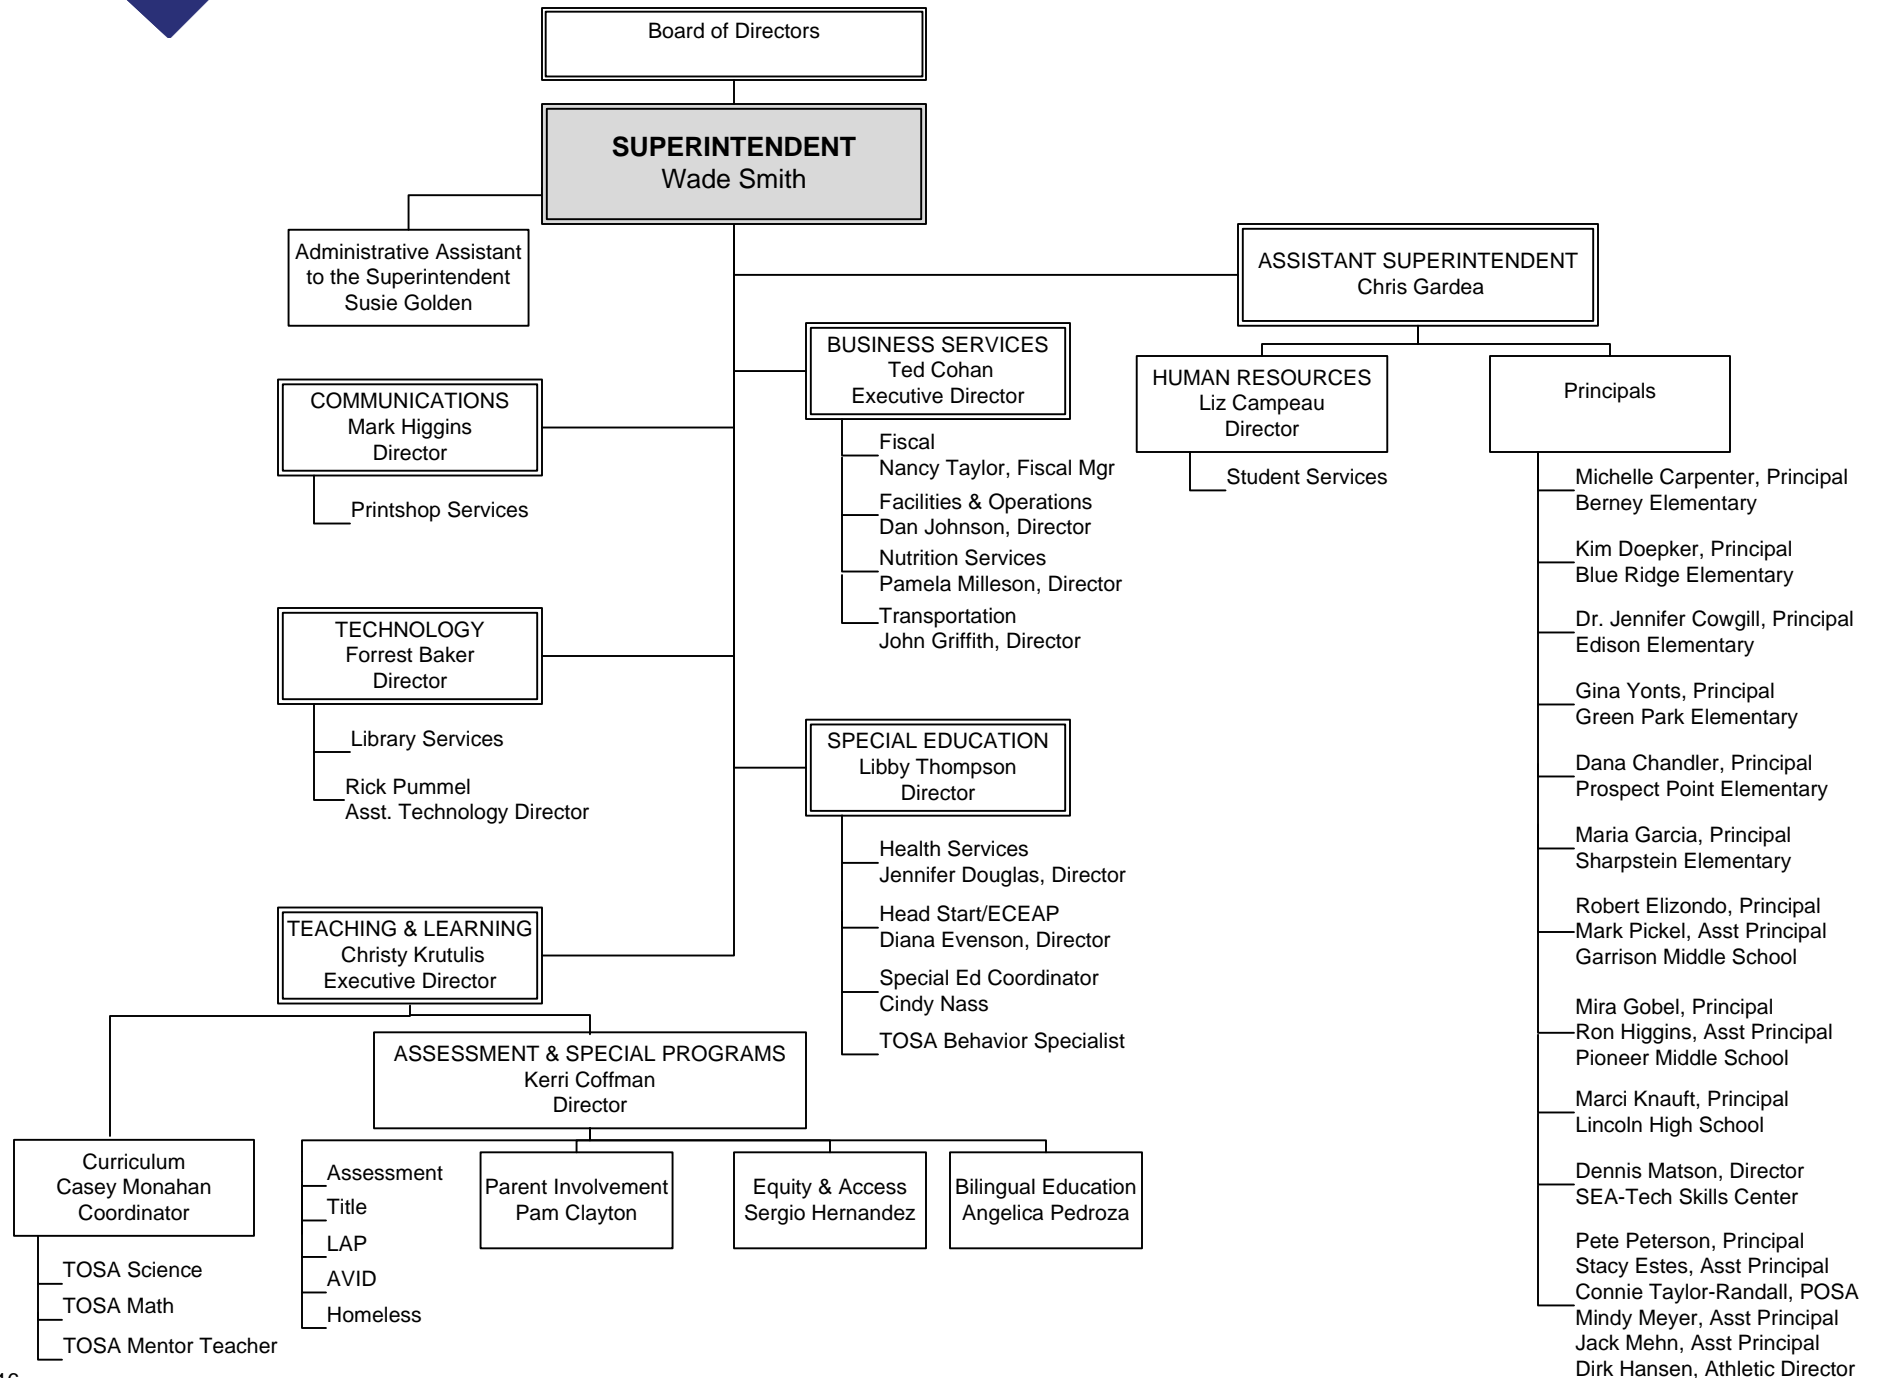 Board of Directors
SUPERINTENDENT
Wade Smith
Administrative Assistant
to the Superintendent
Susie Golden
ASSISTANT SUPERINTENDENT
Chris Gardea
BUSINESS SERVICES
Ted Cohan
Executive Director
Fiscal
Nancy Taylor, Fiscal Mgr
Facilities & Operations
Dan Johnson, Director
Nutrition Services
Pamela Milleson, Director
Transportation
John Griffith, Director
HUMAN RESOURCES
Liz Campeau
Director
Student Services
Principals
Michelle Carpenter, Principal
Berney Elementary
Kim Doepker, Principal
Blue Ridge Elementary
Dr. Jennifer Cowgill, Principal
Edison Elementary
Gina Yonts, Principal
Green Park Elementary
Dana Chandler, Principal
Prospect Point Elementary
Maria Garcia, Principal
Sharpstein Elementary
Robert Elizondo, Principal
Mark Pickel, Asst Principal
Garrison Middle School
Mira Gobel, Principal
Ron Higgins, Asst Principal
Pioneer Middle School
Marci Knauft, Principal
Lincoln High School
Dennis Matson, Director
SEA-Tech Skills Center
Pete Peterson, Principal
Stacy Estes, Asst Principal
Connie Taylor-Randall, POSA
Mindy Meyer, Asst Principal
Jack Mehn, Asst Principal
Dirk Hansen, Athletic Director
COMMUNICATIONS
Mark Higgins
Director
Printshop Services
TECHNOLOGY
Forrest Baker
Director
Library Services
Rick Pummel
Asst. Technology Director
SPECIAL EDUCATION
Libby Thompson
Director
Health Services
Jennifer Douglas, Director
Head Start/ECEAP
Diana Evenson, Director
Special Ed Coordinator
Cindy Nass
TOSA Behavior Specialist
TEACHING & LEARNING
Christy Krutulis
Executive Director
ASSESSMENT & SPECIAL PROGRAMS
Kerri Coffman
Director
Curriculum
Casey Monahan
Coordinator
TOSA Science
TOSA Math
TOSA Mentor Teacher
Assessment
Title
LAP
AVID
Homeless
Parent Involvement
Pam Clayton
Equity & Access
Sergio Hernandez
Bilingual Education
Angelica Pedroza